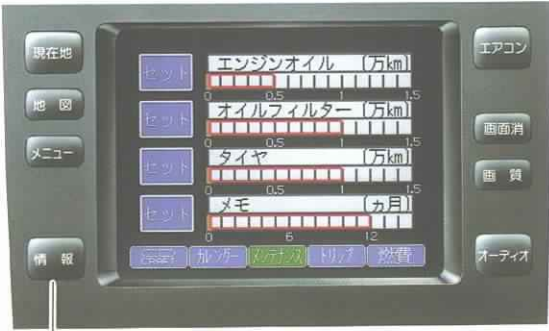 現在地
地図
メニュー
情報
エアコン
画面消
画質
オーディオ
セット エンジンオイル (万km)
0 0.5 1 1.5
セット オイルフィルター (万km)
0 0.5 1 1.5
セット タイヤ (万km)
0 0.5 1 1.5
セット メモ (ヵ月)
0 6 12
カレンダー メンテナンス トリップ 燃費